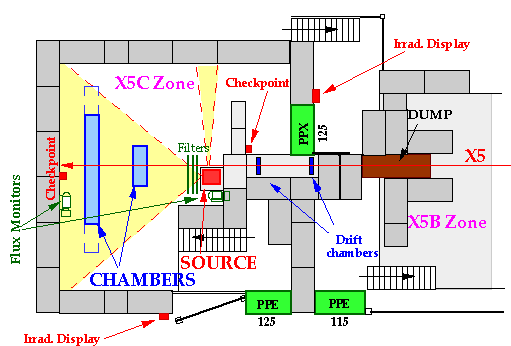 Irrad. Display
X5C Zone
Checkpoint
PPX
125
DUMP
Checkpoint
Filters
X5
Flux Monitors
X5B Zone
Drift
chambers
SOURCE
CHAMBERS
PPE
125
PPE
115
Irrad. Display